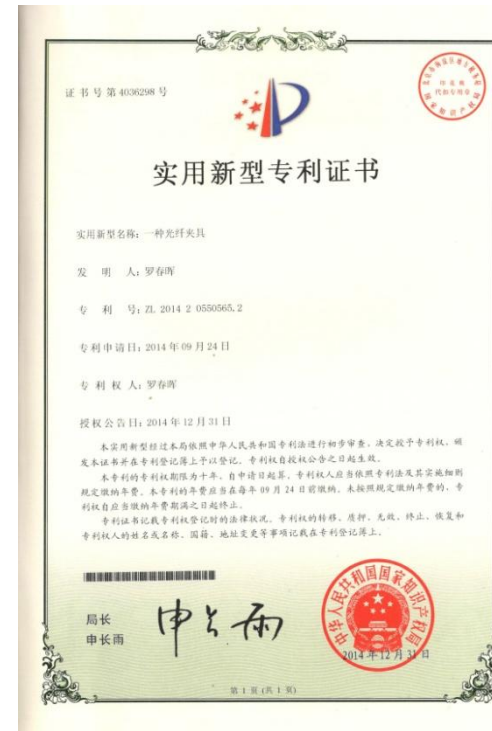 证书号第4036298号
实用新型专利证书
实用新型名称：一种光纤夹具
发 明 人：罗春晖
专 利 号：ZL 2014 2 0550565.2
专利申请日：2014年09月24日
专 利 权 人：罗春晖
授权公告日：2014年12月31日
本实用新型经过本局依照中华人民共和国专利法进行初步审查，决定授予专利权，颁
发本证书并在专利登记簿上予以登记。专利权自授权公告之日起生效。
本专利的专利权期限为十年，自申请日起算。专利权人应当依照专利法及其实施细则
规定缴纳年费。本专利的年费应当在每年09月24日前缴纳。未按照规定缴纳年费的，专
利权自应当缴纳年费期满之日起终止。
专利证书记载专利权登记时的法律状况。专利权的转移、质押、无效、终止、恢复和
专利权人的姓名或名称、国籍、地址变更等事项记载在专利登记簿上。
局长
申长雨
申长雨
中华人民共和国国家知识产权局
2014年12月31日
第 1 页 (共 1 页)